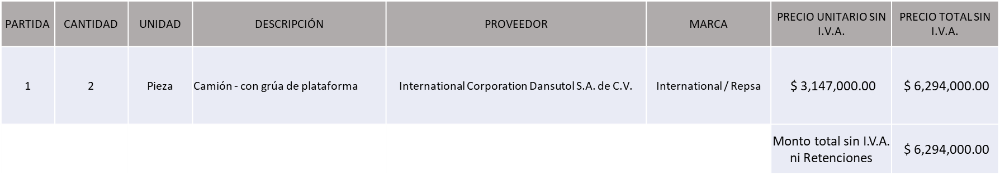 PARTIDA
CANTIDAD
UNIDAD
DESCRIPCIÓN
PROVEEDOR
MARCA
PRECIO UNITARIO SIN
I.V.A.
PRECIO TOTAL SIN
I.V.A.
1
2
Pieza
Camión - con grúa de plataforma
International Corporation Dansutol S.A. de C.V.
International / Repsa
$ 3,147,000.00
$ 6,294,000.00
Monto total sin I.V.A.
ni Retenciones
$ 6,294,000.00